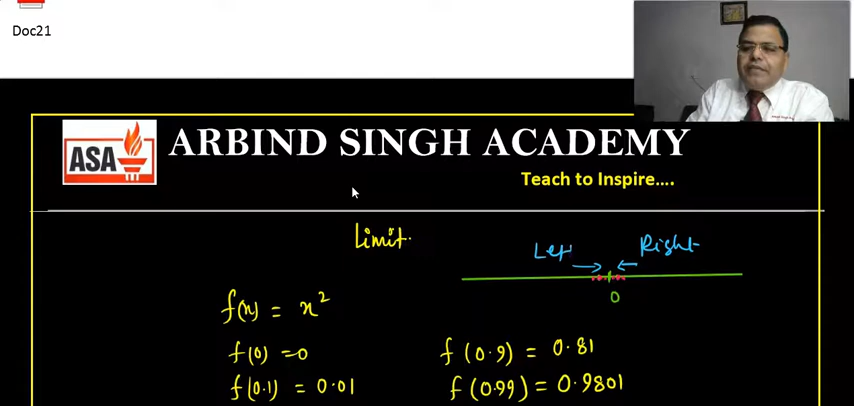 Doc21
ASA
ARBIND SINGH ACADEMY
Teach to Inspire....
Limit.
Left
Right
0
f(x) = x²
f(0) = 0
f(0.9) = 0.81
f(0.1) = 0.01
f(0.99) = 0.9801